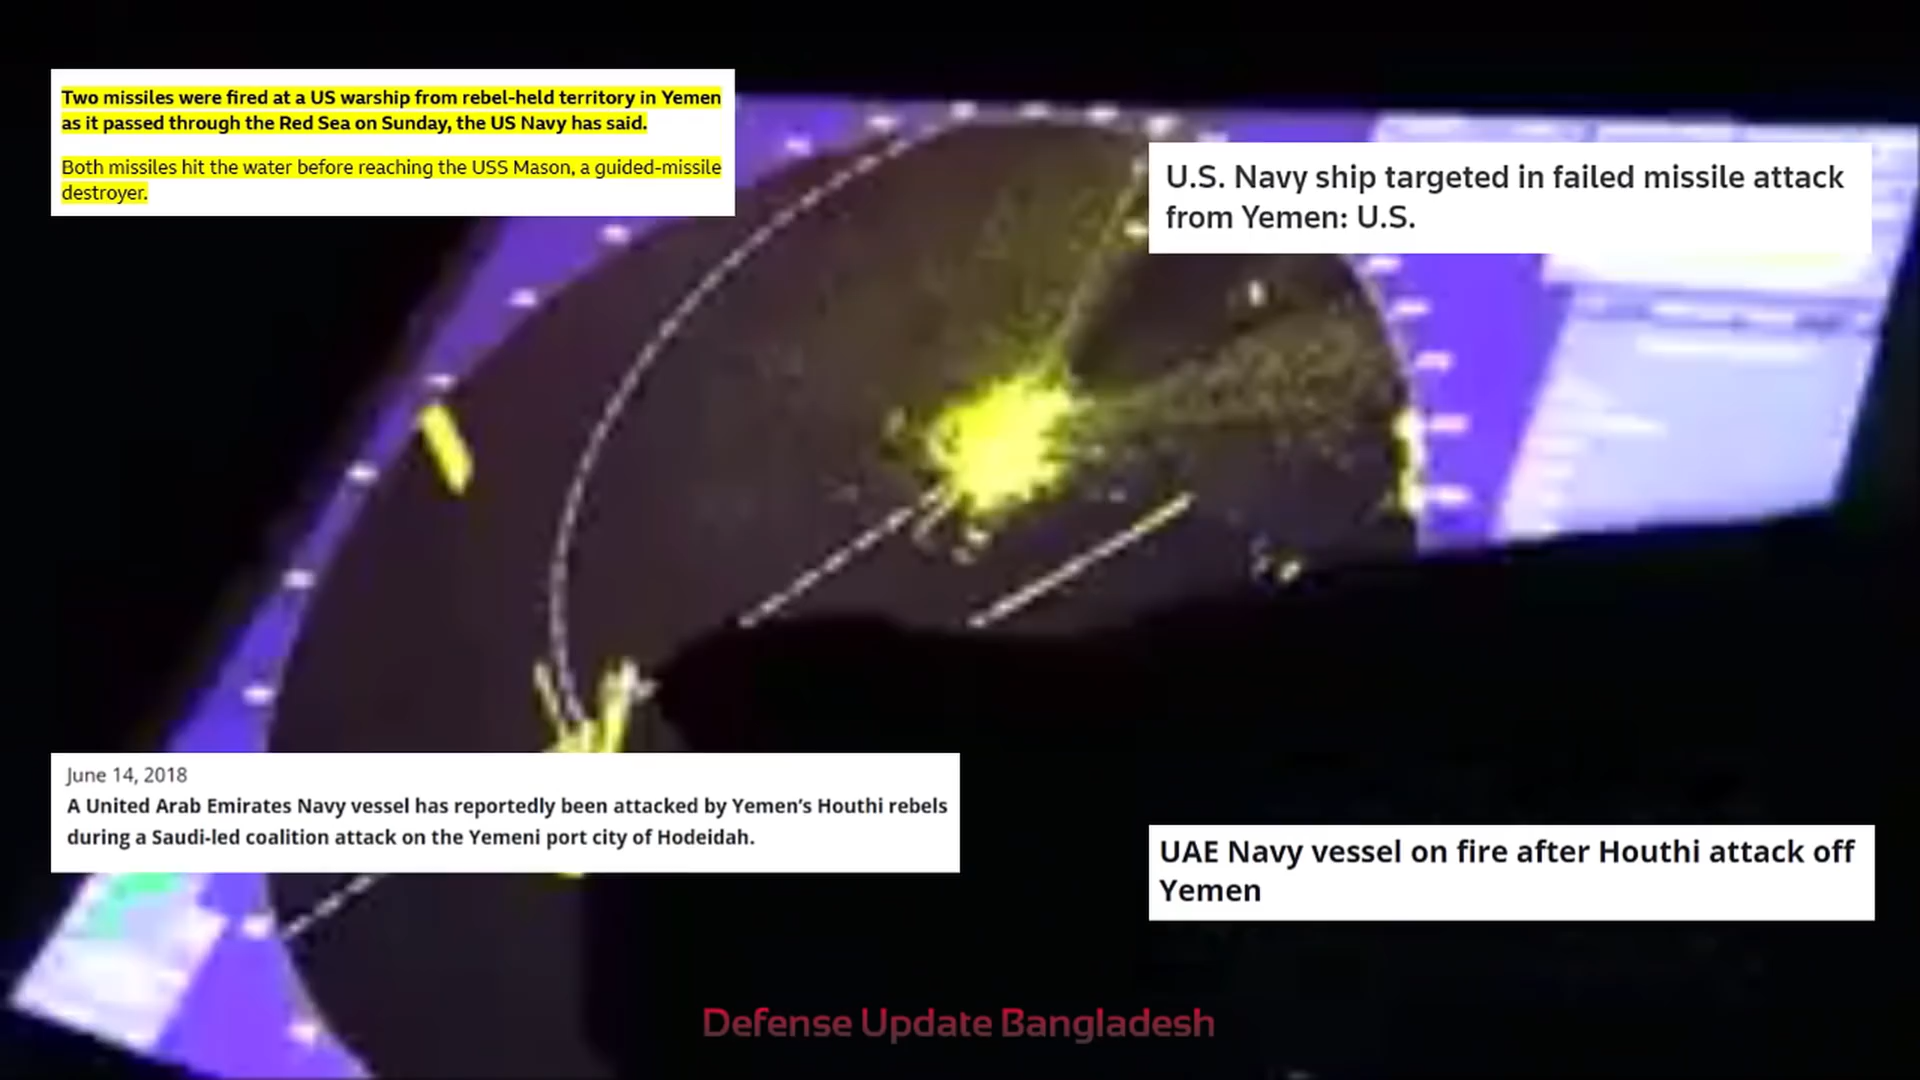 Two missiles were fired at a US warship from rebel-held territory in Yemen
as it passed through the Red Sea on Sunday, the US Navy has said.
Both missiles hit the water before reaching the USS Mason, a guided-missile
destroyer.
U.S. Navy ship targeted in failed missile attack
from Yemen: U.S.
June 14, 2018
A United Arab Emirates Navy vessel has reportedly been attacked by Yemen’s Houthi rebels
during a Saudi-led coalition attack on the Yemeni port city of Hodeidah.
UAE Navy vessel on fire after Houthi attack off
Yemen
Defense Update Bangladesh